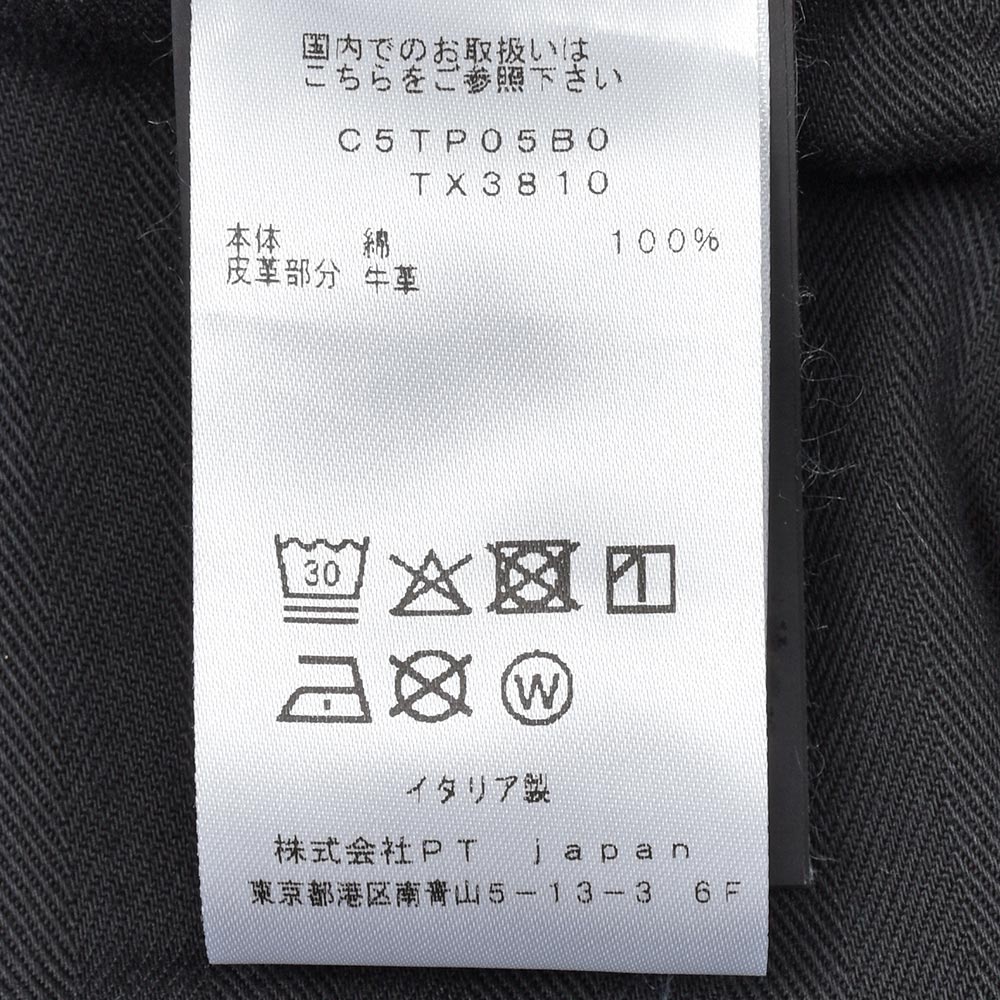 国内でのお取扱いは
こちらをご参照下さい
C5TP05B0
TX3810
本体 綿 100%
皮革部分 牛革
30
W
イタリア製
株式会社PT japan
東京都港区南青山5-13-3 6F